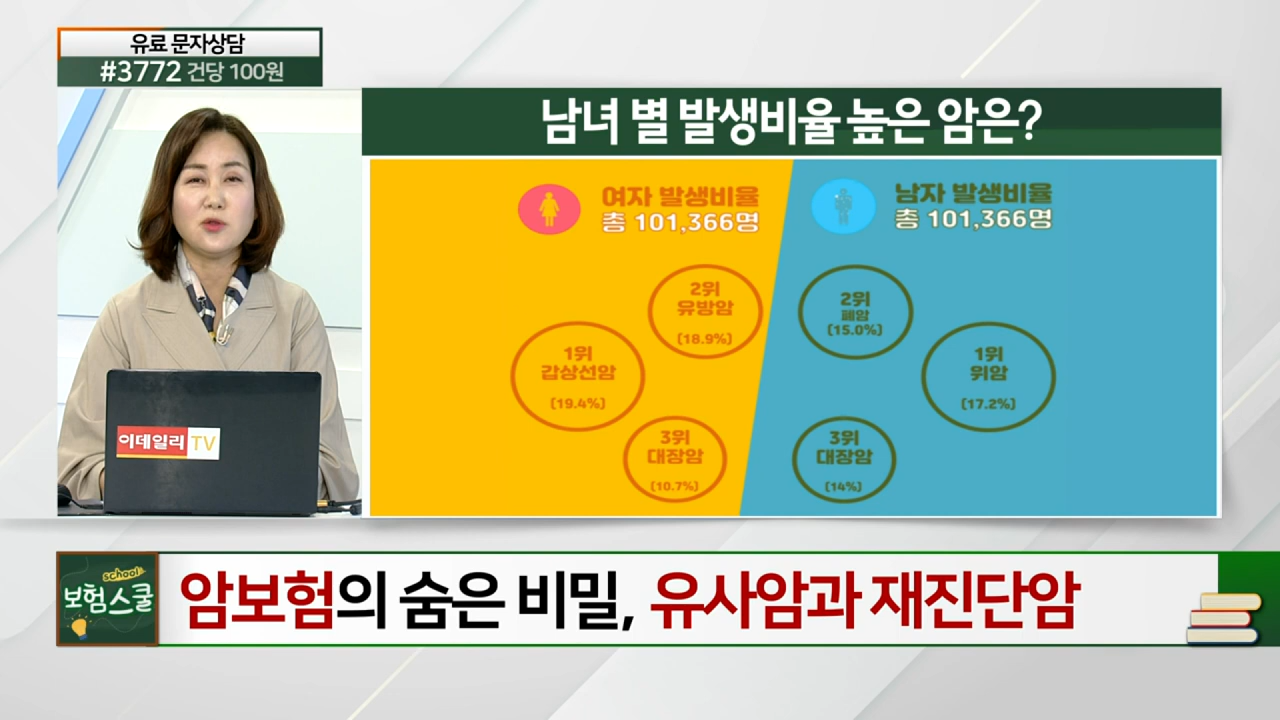 유료 문자상담
#3772 건당 100원
남녀 별 발생비율 높은 암은?
여자 발생비율
총 101,366명
남자 발생비율
총 101,366명
2위
유방암
(18.9%)
1위
갑상선암
(19.4%)
3위
대장암
(10.7%)
2위
폐암
(15.0%)
1위
위암
(17.2%)
3위
대장암
(14%)
이데일리 TV
school
보험스쿨
암보험의 숨은 비밀, 유사암과 재진단암